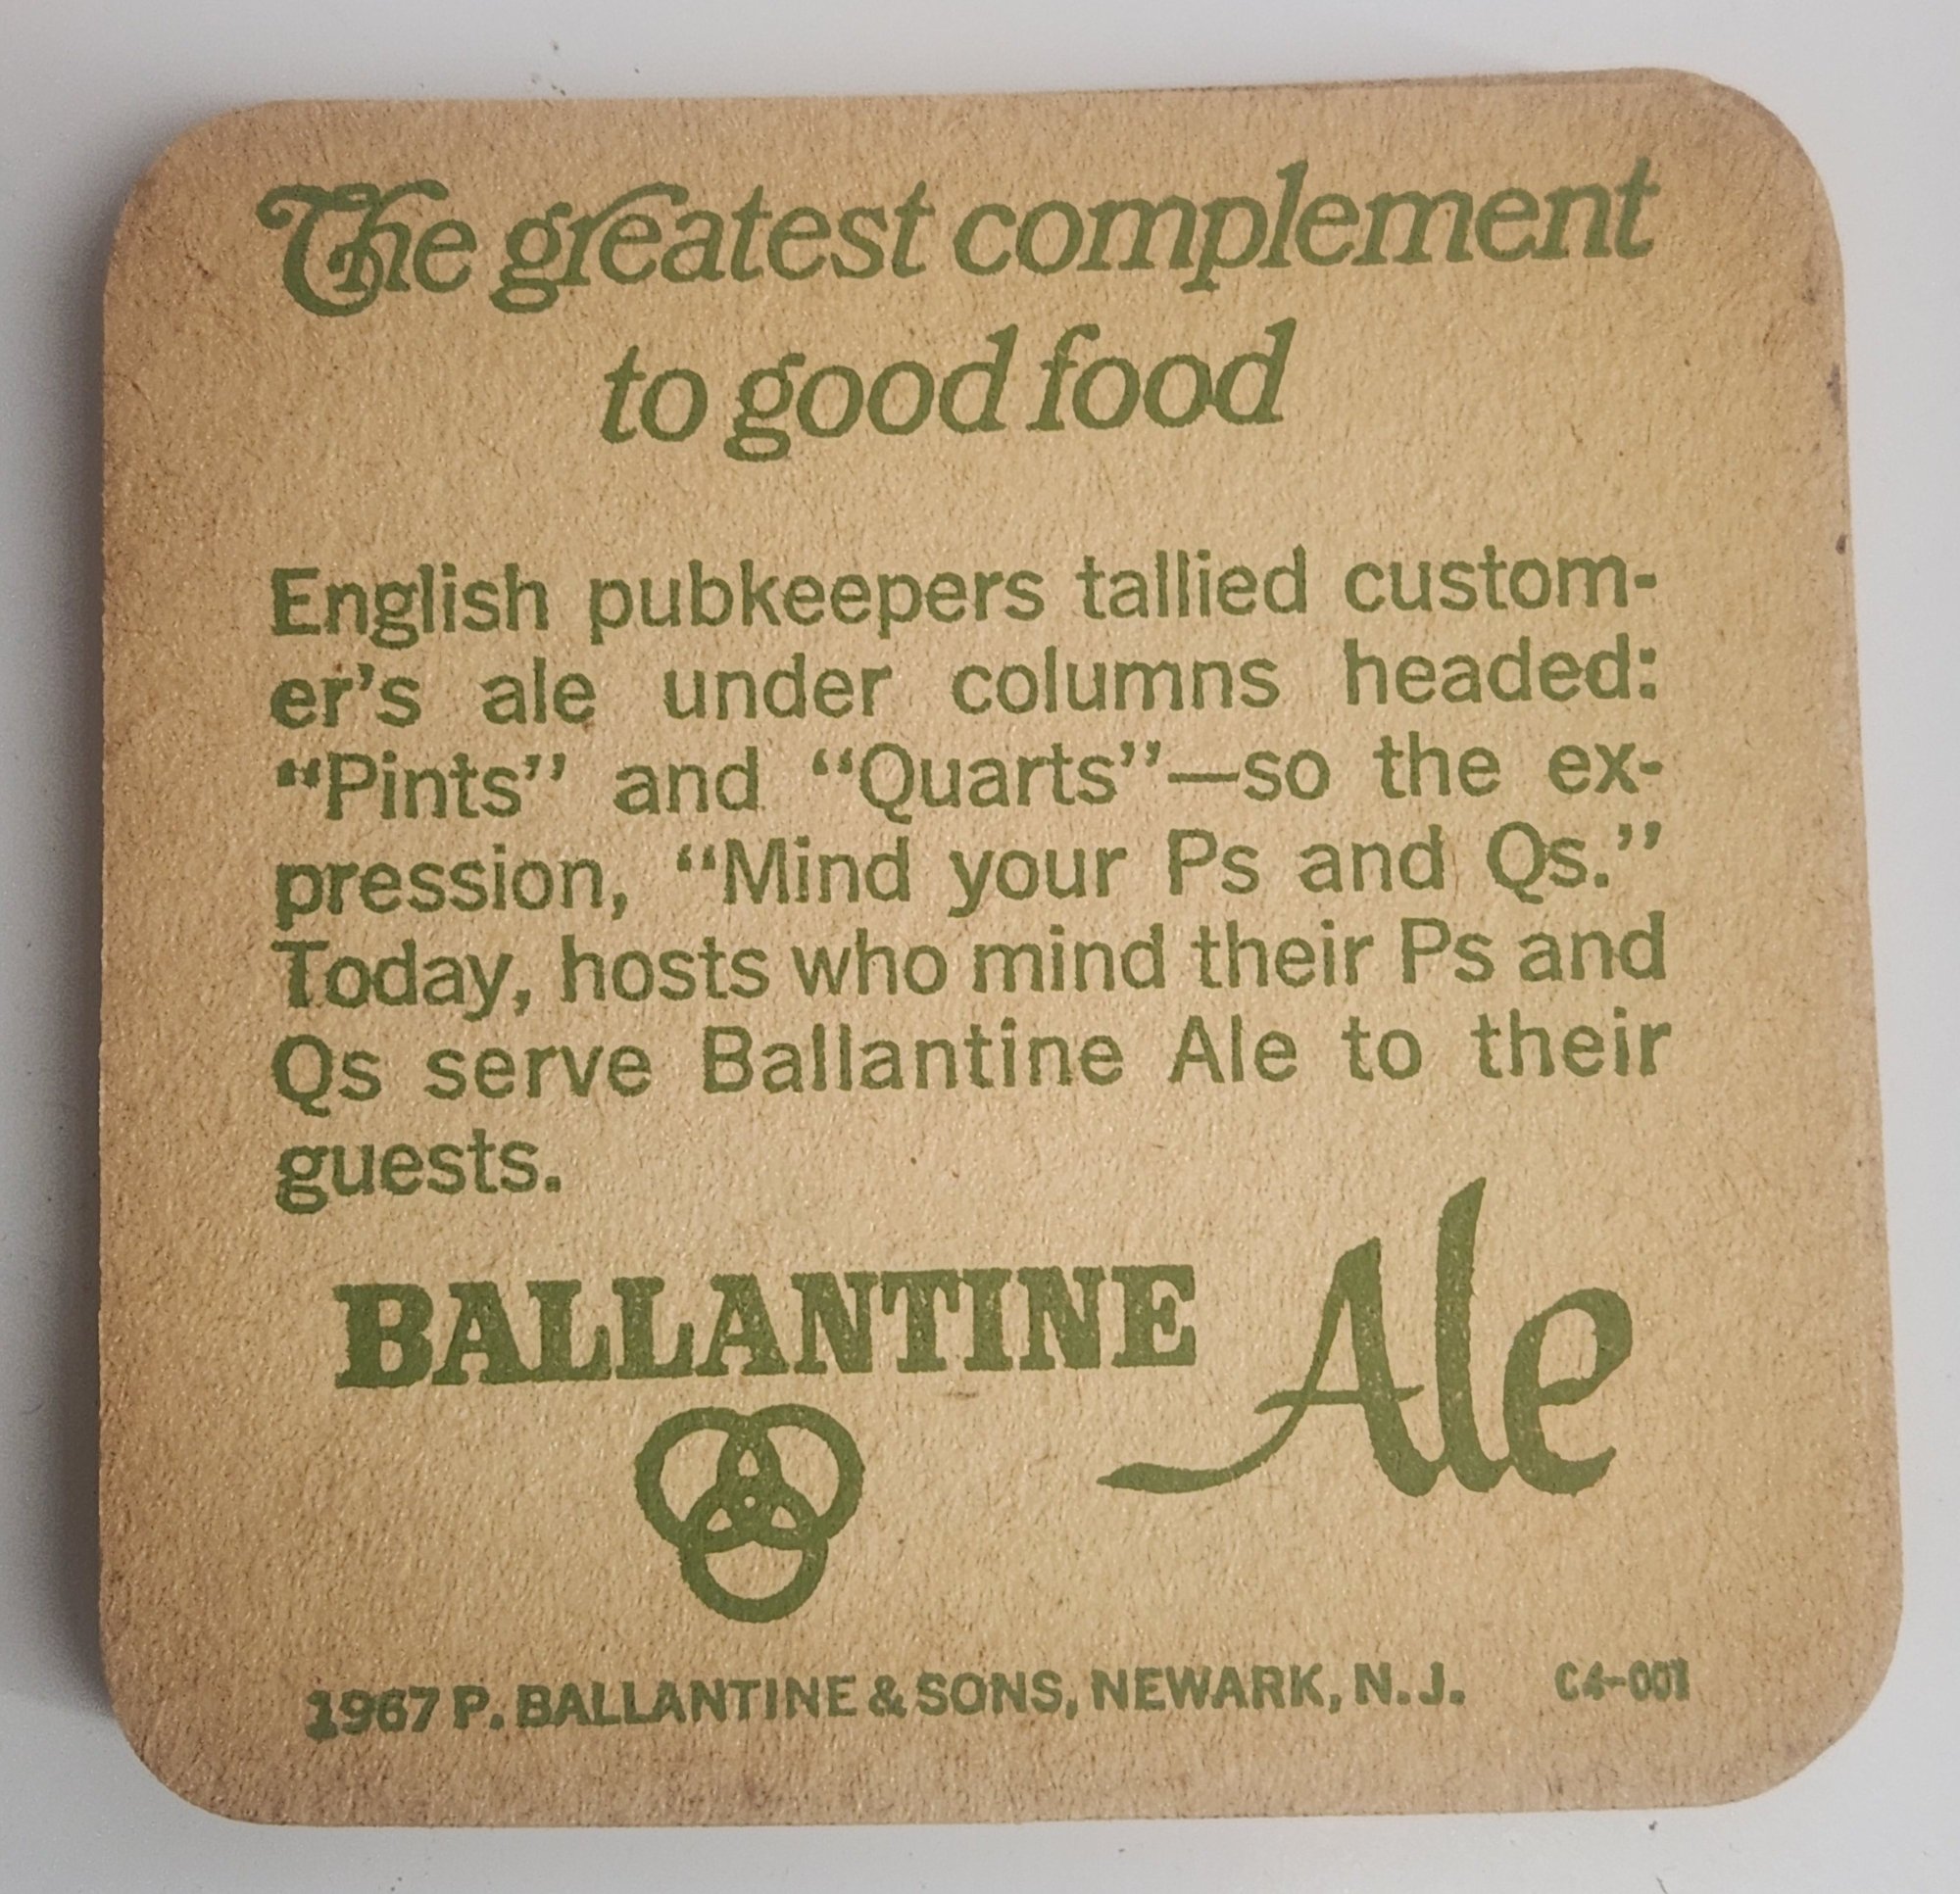 The greatest complement
to good food
English pubkeepers tallied custom-
er's ale under columns headed:
“Pints” and “Quarts”—so the ex-
pression, “Mind your Ps and Qs.”
Today, hosts who mind their Ps and
Qs serve Ballantine Ale to their
guests.
BALLANTINE Ale
1967 P. BALLANTINE & SONS, NEWARK, N.J. C4-001